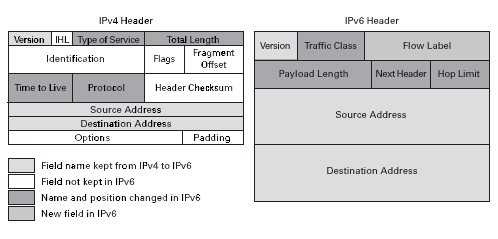 IPv4 Header
Version IHL Type of Service Total Length
Identification Flags Fragment Offset
Time to Live Protocol Header Checksum
Source Address
Destination Address
Options Padding
Field name kept from IPv4 to IPv6
Field not kept in IPv6
Name and position changed in IPv6
New field in IPv6
IPv6 Header
Version Traffic Class Flow Label
Payload Length Next Header Hop Limit
Source Address
Destination Address